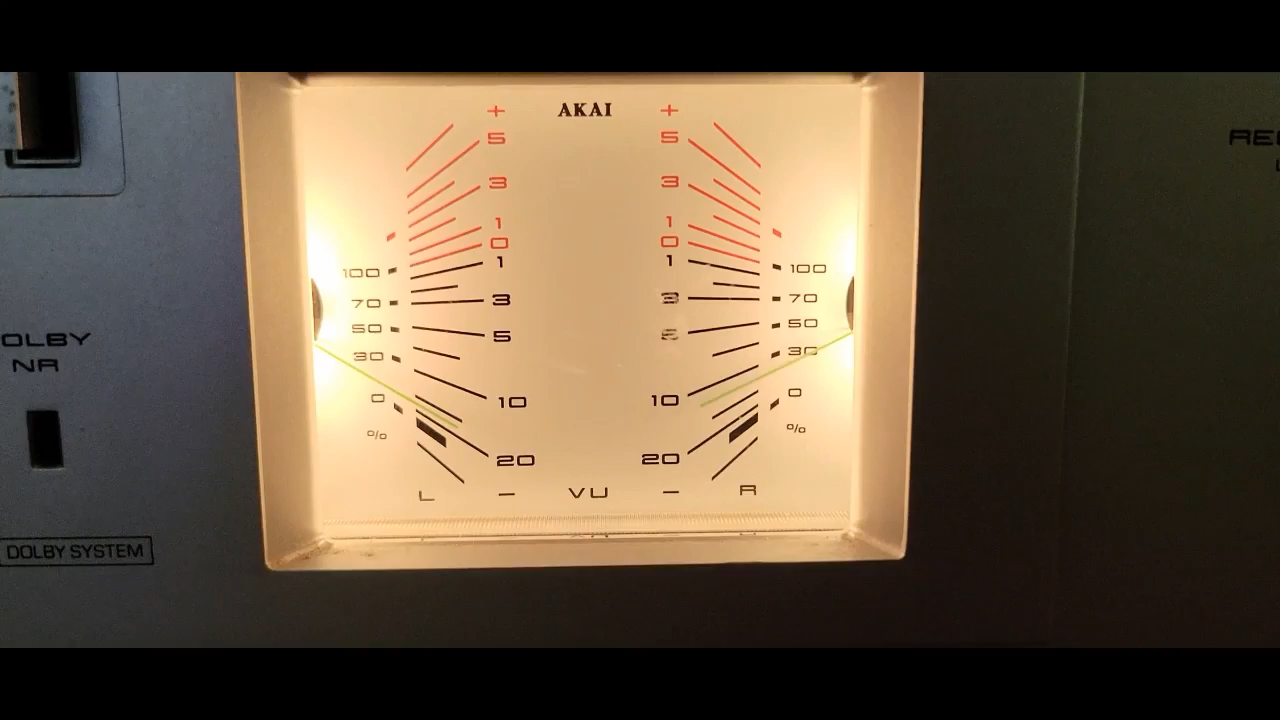 AKAI
+ +
5 5
3 3
1 1
0 0
100 1 1 100
70 3 3 70
50 5 5 50
30 30
0 10 10 0
% %
20 20
L - VU - R
OLBY
NR
DOLBY SYSTEM